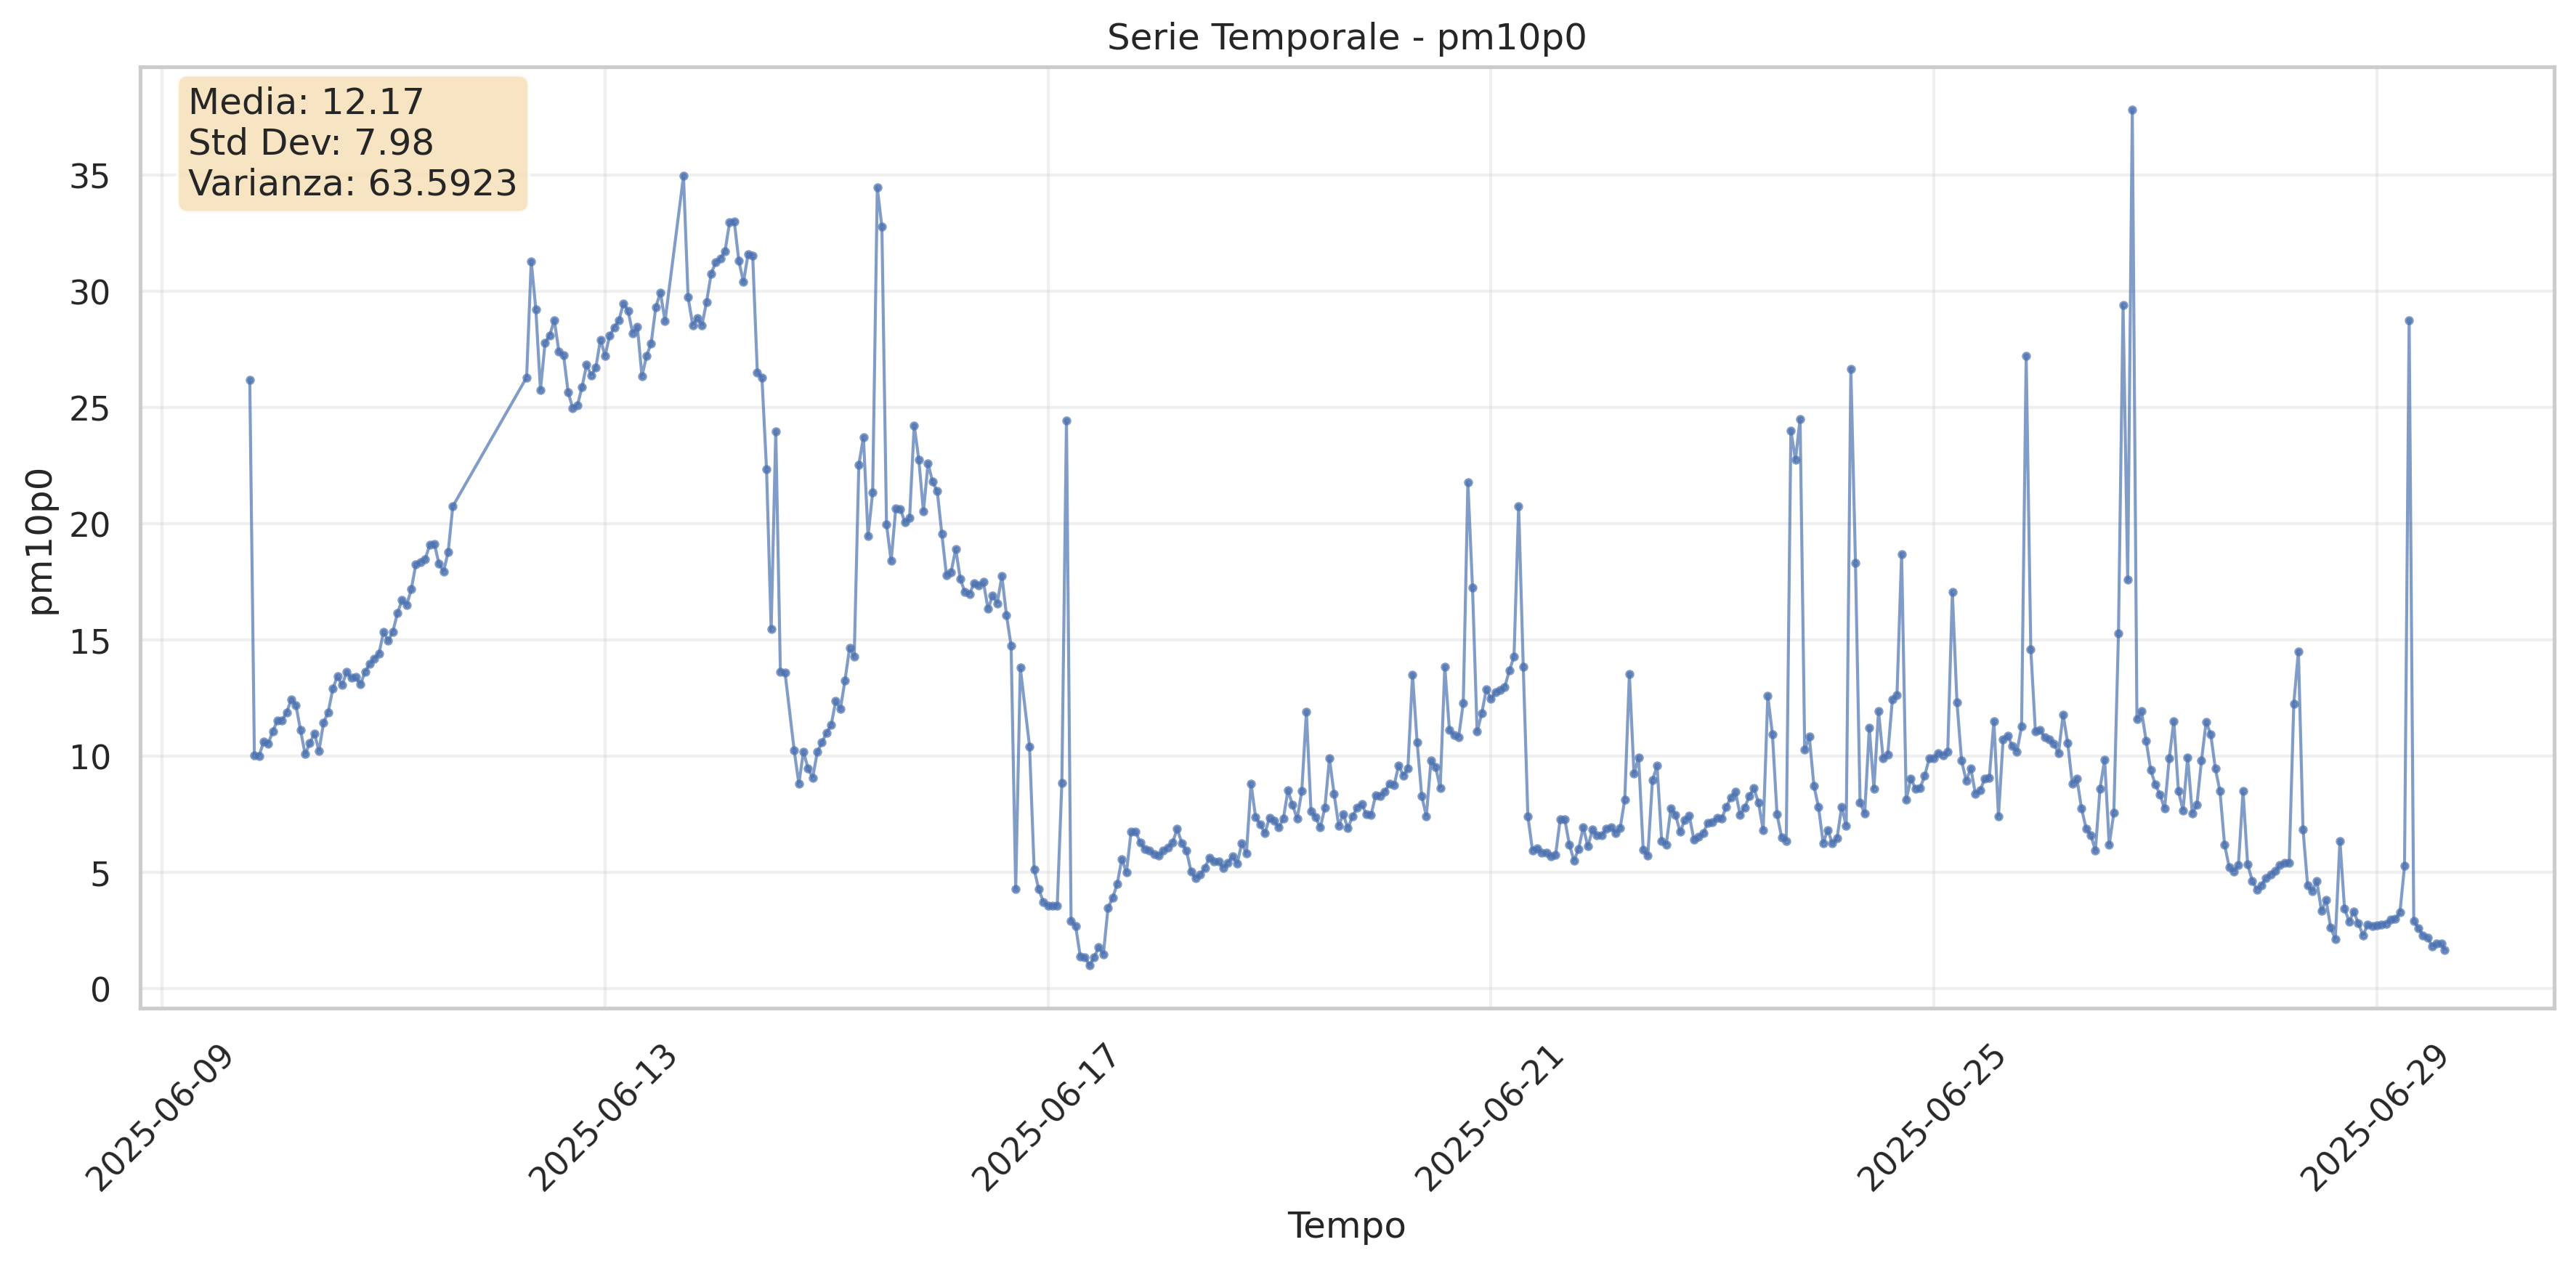 Serie Temporale - pm10p0
Media: 12.17
Std Dev: 7.98
Varianza: 63.5923
35
30
25
20
15
10
5
0
pm10p0
2025-06-09
2025-06-13
2025-06-17
2025-06-21
2025-06-25
2025-06-29
Tempo